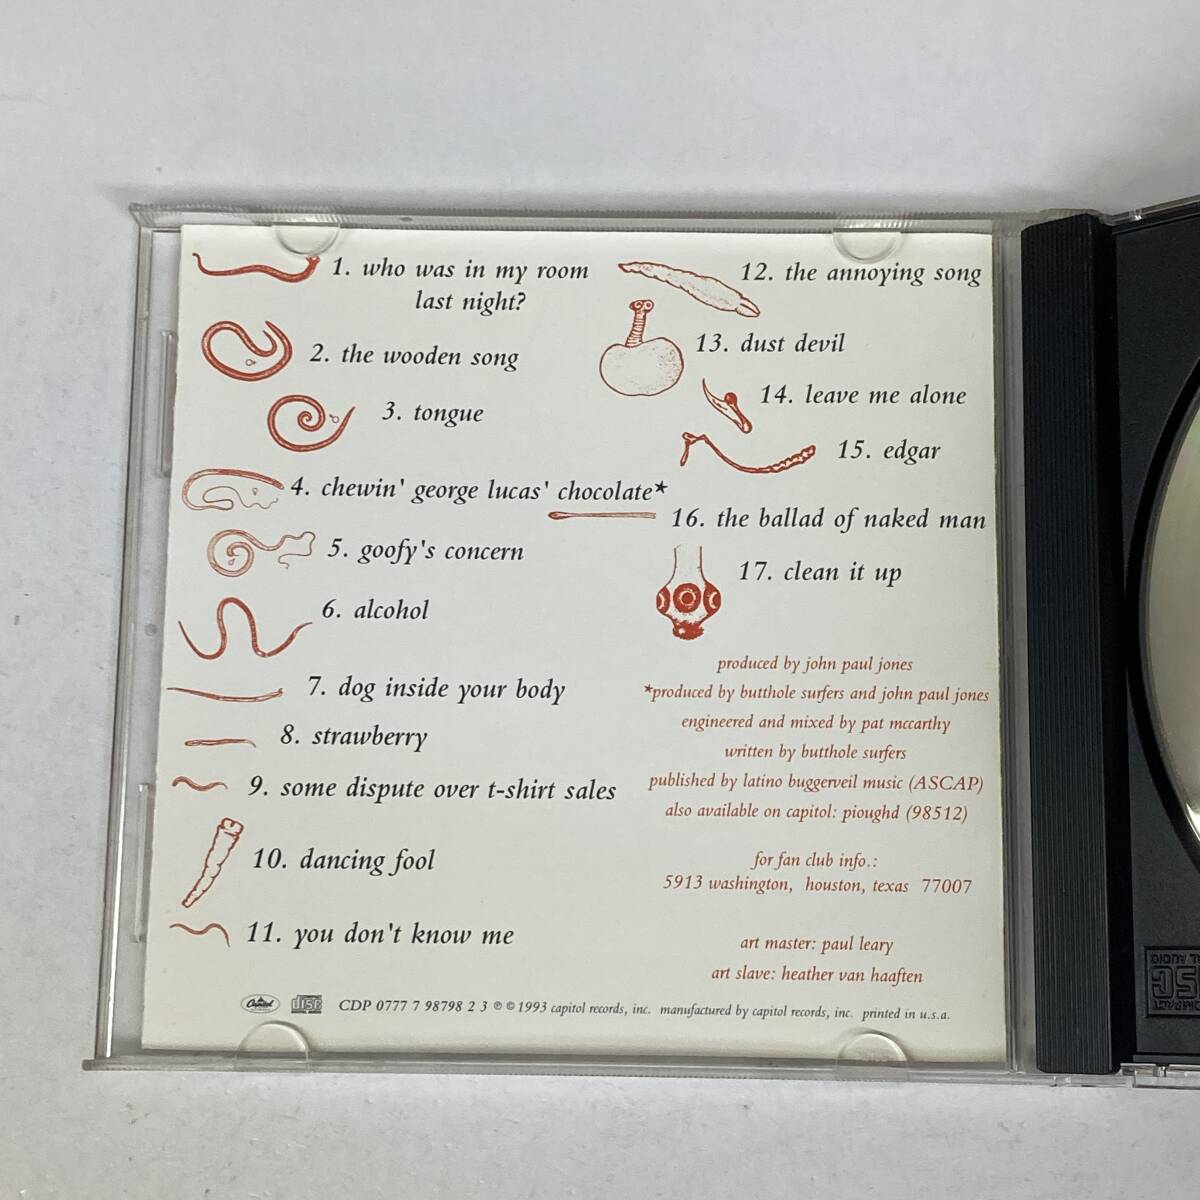 1. who was in my room
last night?
2. the wooden song
3. tongue
4. chewin' george lucas' chocolate*
5. goofy's concern
6. alcohol
7. dog inside your body
8. strawberry
9. some dispute over t-shirt sales
10. dancing fool
11. you don't know me
12. the annoying song
13. dust devil
14. leave me alone
15. edgar
16. the ballad of naked man
17. clean it up
produced by john paul jones
*produced by butthole surfers and john paul jones
engineered and mixed by pat mccarthy
written by butthole surfers
published by latino buggerveil music (ASCAP)
also available on capitol: pioughd (98512)
for fan club info.:
5913 washington, houston, texas 77007
art master: paul leary
art slave: heather van haaften
Capitol disc CDP 0777 7 98798 2 3 ℗ © 1993 capitol records, inc. manufactured by capitol records, inc. printed in u.s.a.